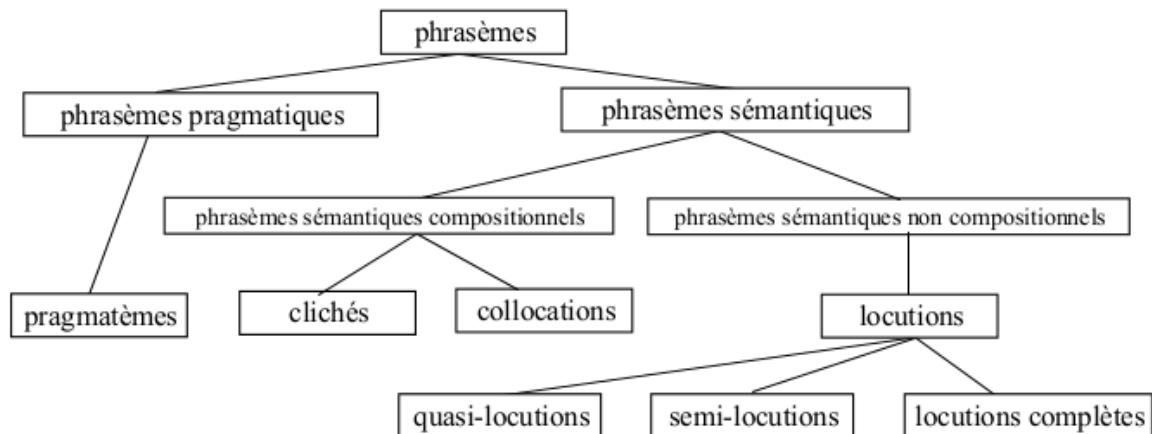 phrasèmes
phrasèmes pragmatiques
phrasèmes sémantiques
phrasèmes sémantiques compositionnels
phrasèmes sémantiques non compositionnels
pragmatèmes
clichés
collocations
locutions
quasi-locutions
semi-locutions
locutions complètes